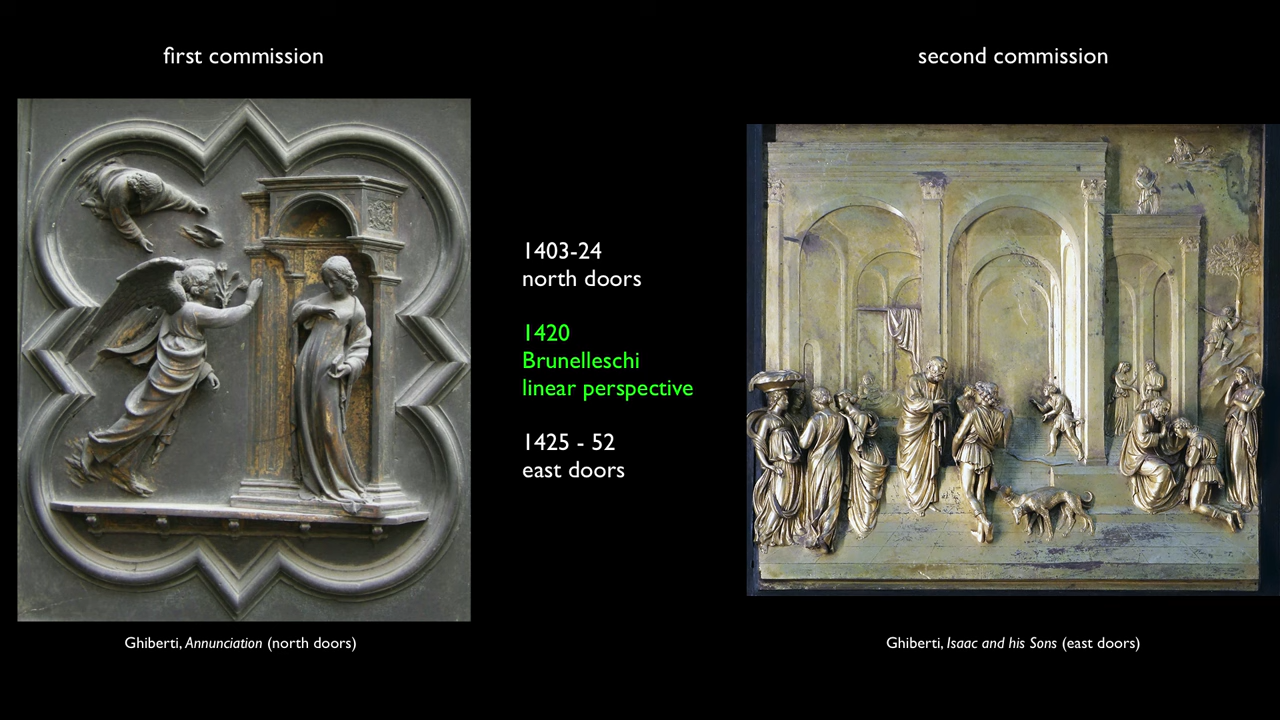 first commission
second commission
1403-24
north doors
1420
Brunelleschi
linear perspective
1425 - 52
east doors
Ghiberti, Annunciation (north doors)
Ghiberti, Isaac and his Sons (east doors)